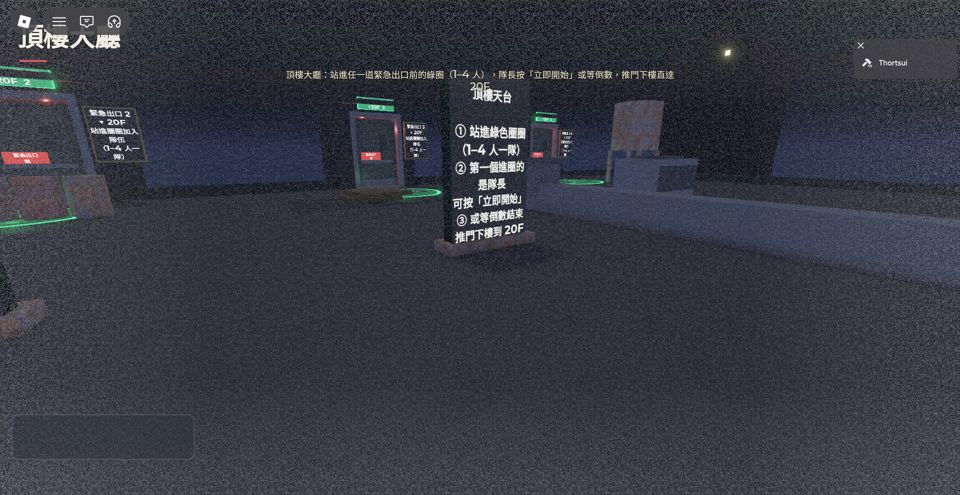 頂樓大廳
Thortsui
頂樓大廳：站進任一道緊急出口前的綠圈（1–4 人），隊長按「立即開始」或等倒數，推門下樓直達
20F
20F 2
緊急出口 2
▼ 20F
站進圈圈加入
隊伍
(1–4 人一
隊)
緊急出口
頂樓天台
① 站進綠色圈圈
(1–4 人一隊)
② 第一個進圈的
是隊長
可按「立即開始」
③ 或等倒數結束
推門下樓到 20F